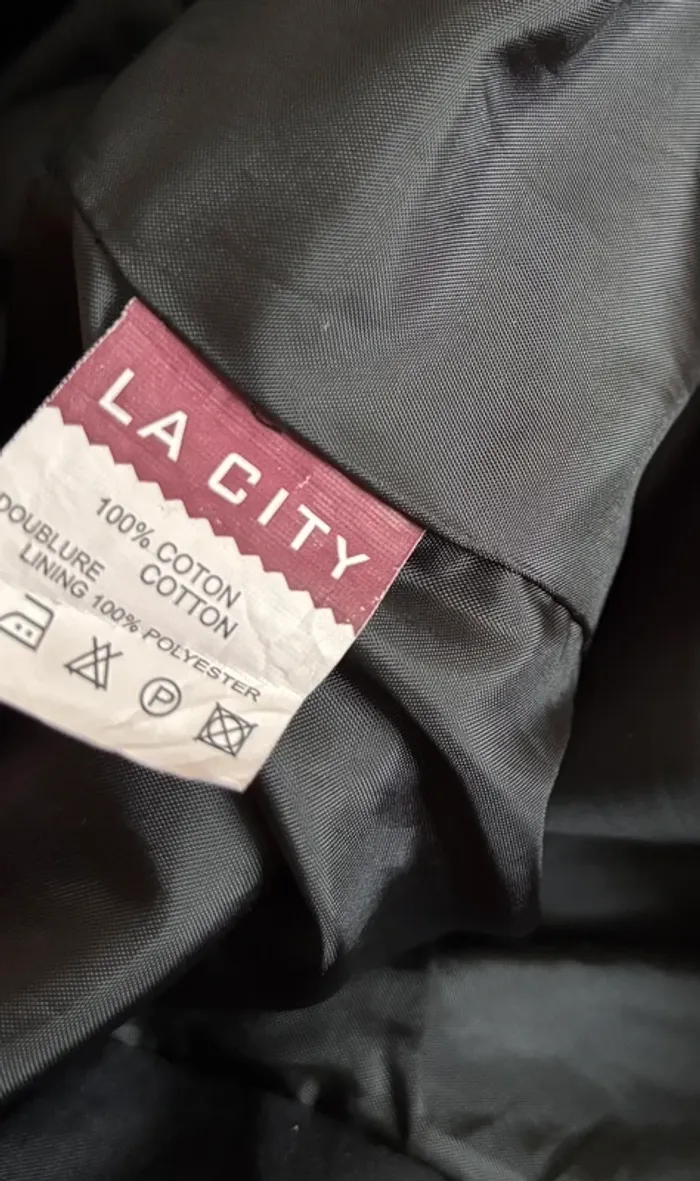 LA CITY
100% COTON
COTTON
DOUBLURE
LINING 100% POLYESTER
P